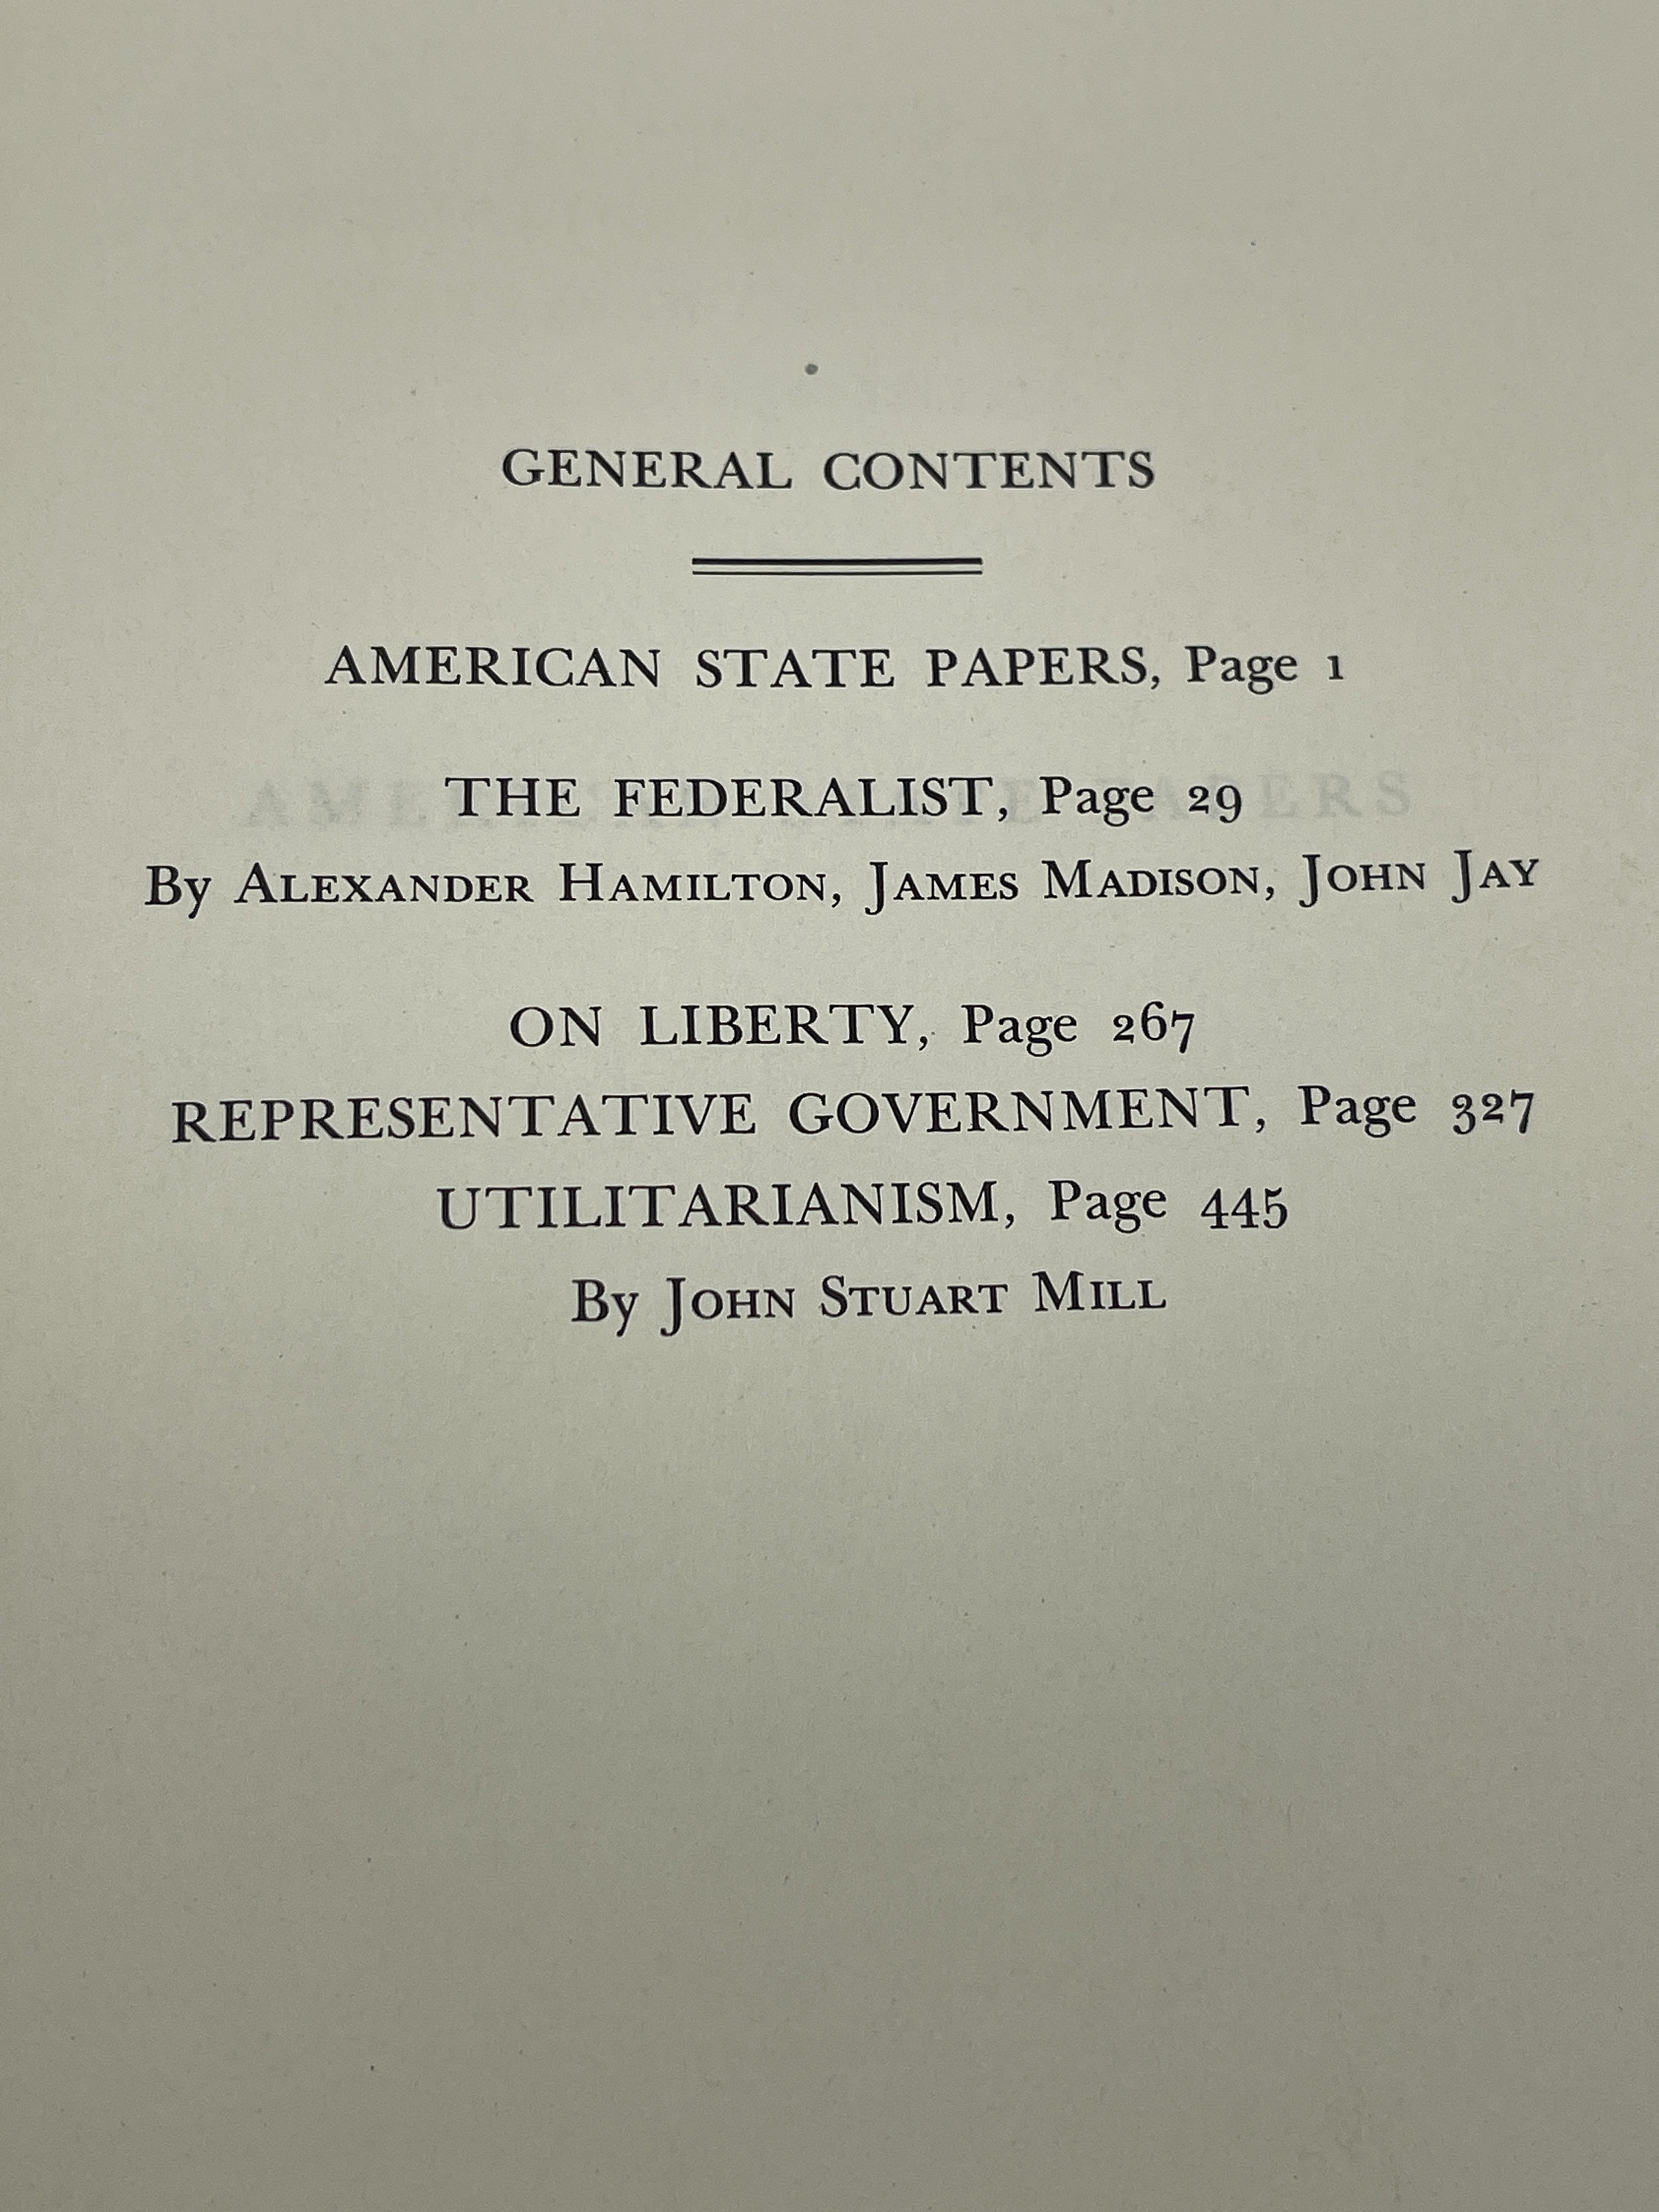 GENERAL CONTENTS
AMERICAN STATE PAPERS, Page 1
THE FEDERALIST, Page 29
By ALEXANDER HAMILTON, JAMES MADISON, JOHN JAY
ON LIBERTY, Page 267
REPRESENTATIVE GOVERNMENT, Page 327
UTILITARIANISM, Page 445
By JOHN STUART MILL